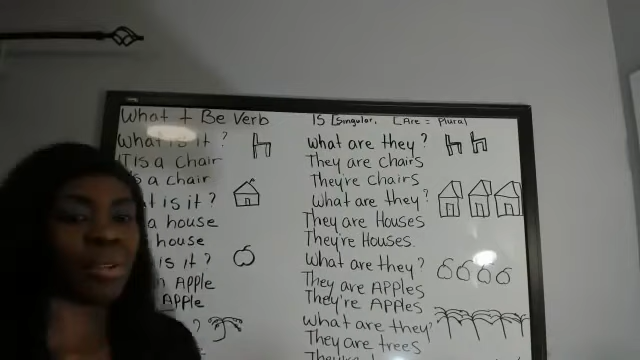 What + Be Verb
Is [Singular, [Are = Plural
What is it ?
IT IS a chair
s a chair
t is it ?
a house
house
is it ?
n Apple
Apple
?
What are they ?
They are chairs
They're chairs
What are they?
They are Houses
They're Houses.
What are they?
They are Apples
They're Apples
What are they?
They are trees